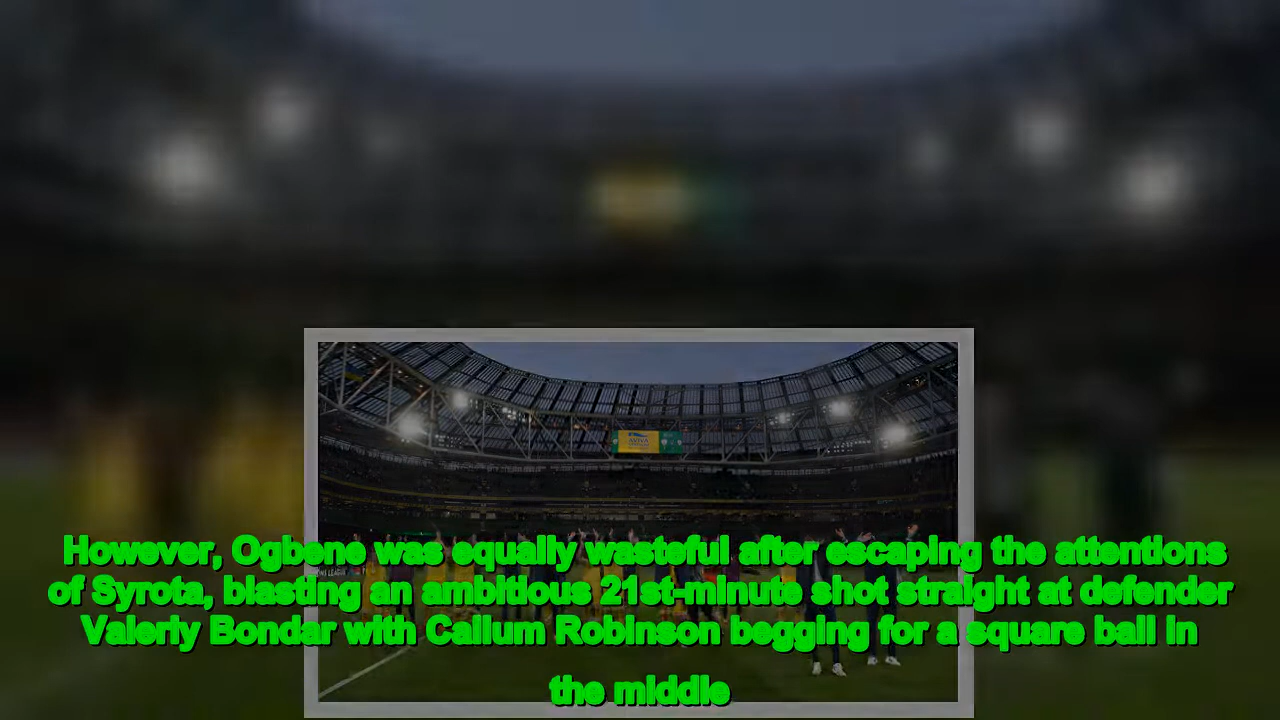 AVIVA
However, Ogbene was equally wasteful after escaping the attentions
of Syrota, blasting an ambitious 21st-minute shot straight at defender
Valeriy Bondar with Callum Robinson begging for a square ball in
the middle